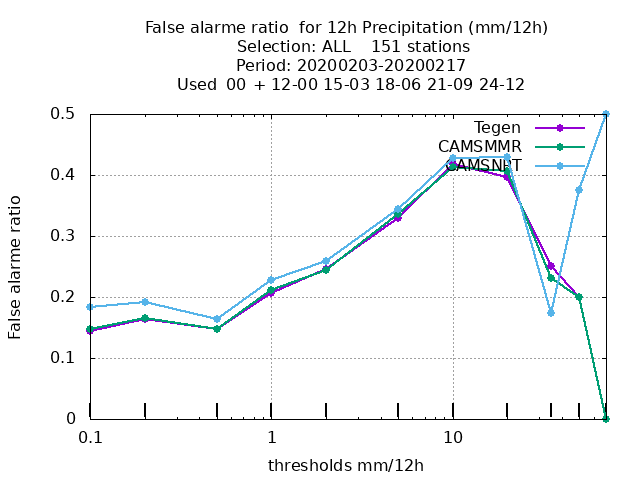 False alarme ratio  for 12h Precipitation (mm/12h)
Selection: ALL    151 stations
Period: 20200203-20200217
Used  00 + 12-00 15-03 18-06 21-09 24-12
Tegen
CAMSMMR
CAMSNRT
False alarme ratio
0.5
0.4
0.3
0.2
0.1
0
0.1
1
10
thresholds mm/12h